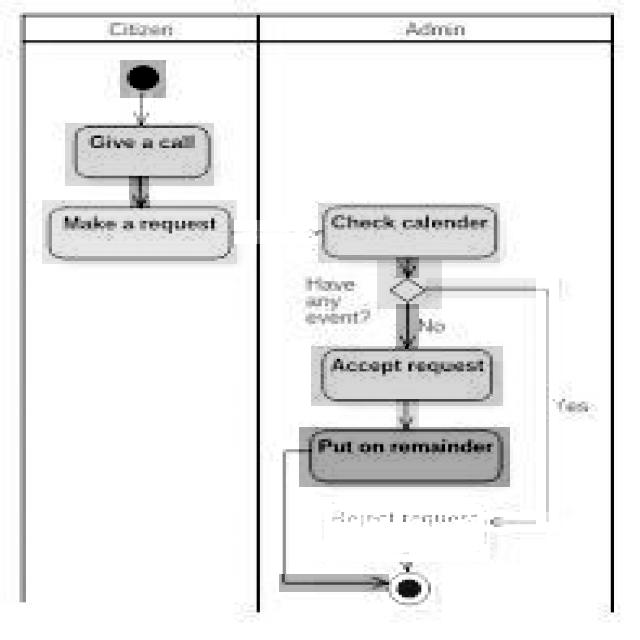 Citizen
Admin
Give a call
Make a request
Check calender
Have
any
event?
No
Accept request
Yes
Put on remainder
Reject request